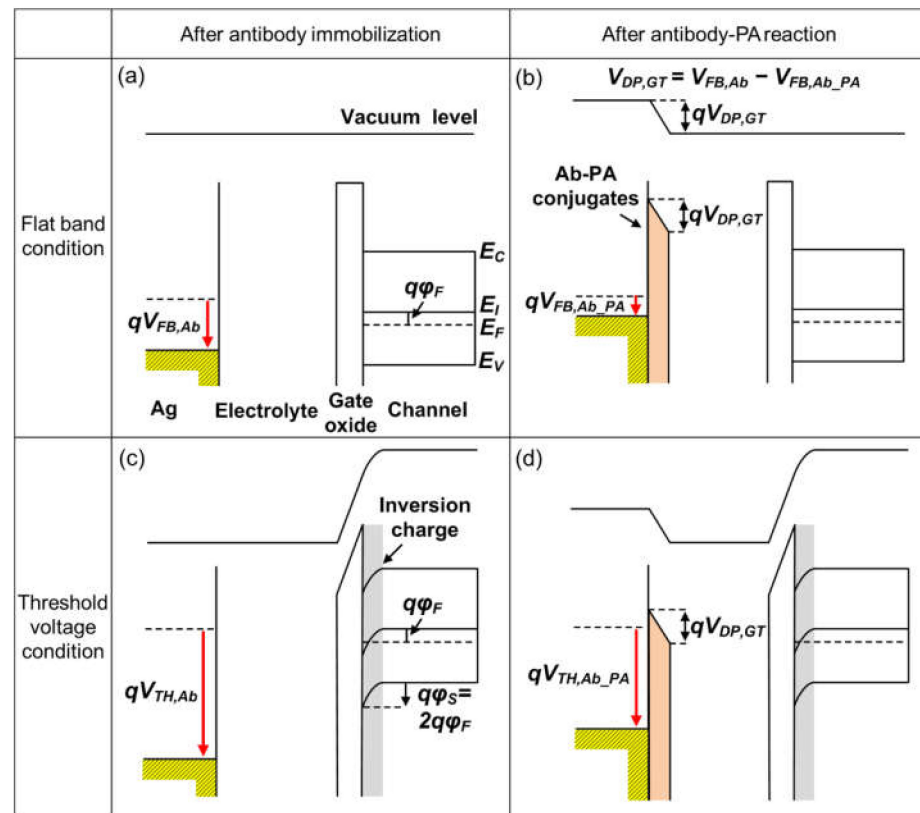 After antibody immobilization
After antibody-PA reaction
Flat band
condition
(a)
Vacuum level
E_C
qφ_F
E_I
E_F
E_V
qV_FB,Ab
Ag
Electrolyte
Gate
oxide
Channel
(b)
V_DP,GT = V_FB,Ab − V_FB,Ab_PA
qV_DP,GT
Ab-PA
conjugates
qV_DP,GT
qV_FB,Ab_PA
Threshold
voltage
condition
(c)
Inversion
charge
qφ_F
qV_TH,Ab
qφ_S=
2qφ_F
(d)
qV_DP,GT
qV_TH,Ab_PA